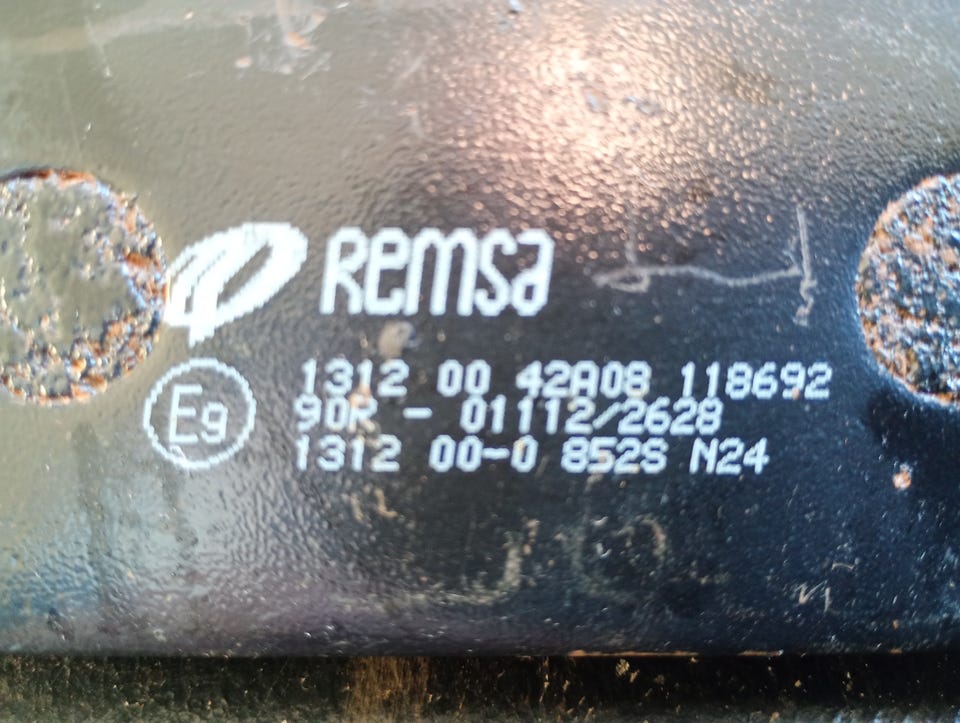 Remsa
E9
1312 00 42A08 118692
90R - 01112/2628
1312 00-0 852S N24